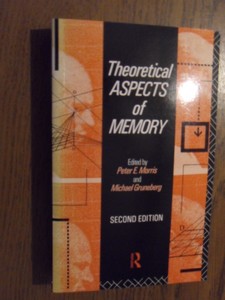 Theoretical
ASPECTS
of
MEMORY
Edited by
Peter E. Morris
and
Michael Gruneberg
SECOND EDITION
R